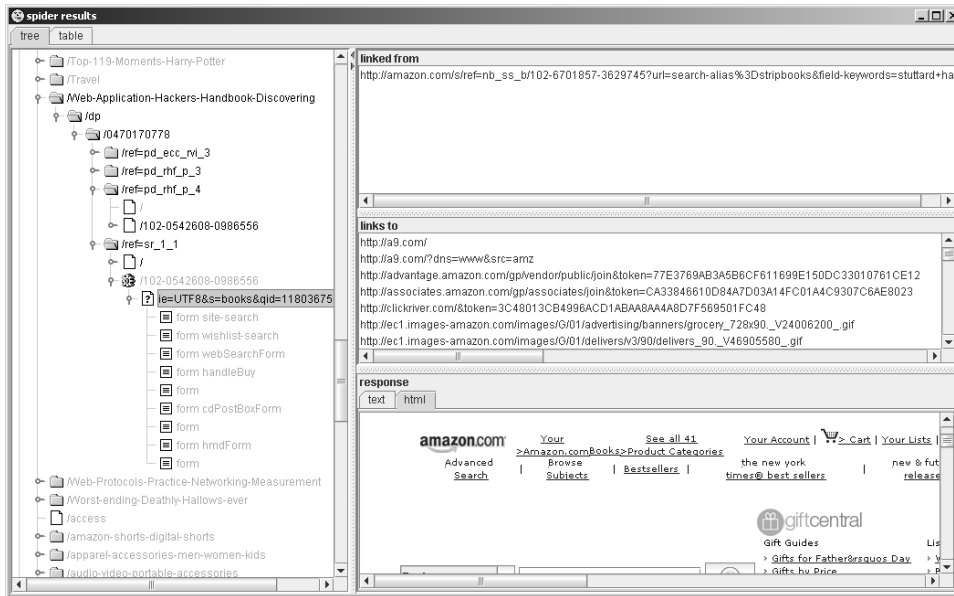 spider results
tree table
/Top-119-Moments-Harry-Potter
/Travel
/Web-Application-Hackers-Handbook-Discovering
/dp
/0470170778
/ref=pd_ecc_rvi_3
/ref=pd_rhf_p_3
/ref=pd_rhf_p_4
/
/102-0542608-0986556
/ref=sr_1_1
/
/102-0542608-0986556
ie=UTF8&s=books&qid=11803675
form site-search
form wishlist-search
form webSearchForm
form handleBuy
form
form cdPostBoxForm
form
form hmdForm
form
/Web-Protocols-Practice-Networking-Measurement
/Worst-ending-Deathly-Hallows-ever
/access
/amazon-shorts-digital-shorts
/apparel-accessories-men-women-kids
/audio-video-portable-accessories
linked from
http://amazon.com/s/ref=nb_ss_b/102-6701857-3629745?url=search-alias%3Dstripbooks&field-keywords=stuttard+ha
links to
http://a9.com/
http://a9.com/?dns=www&src=amz
http://advantage.amazon.com/gp/vendor/public/join&token=77E3769AB3A5B6CF611699E150DC33010761CE12
http://associates.amazon.com/gp/associates/join&token=CA33846610D84A7D03A14FC01A4C9307C6AE8023
http://clickriver.com/&token=3C48013CB4996ACD1ABAA8AA4A8D7F569501FC48
http://ec1.images-amazon.com/images/G/01/advertising/banners/grocery_728x90._V24006200_.gif
http://ec1.images-amazon.com/images/G/01/delivers/v3/90/delivers_90._V46905580_.gif
response
text html
amazon.com Your >Amazon.comBooks>See all 41 Product Categories Your Account | > Cart | Your Lists |
Advanced Search | Browse Subjects | Bestsellers | the new york times® best sellers | new & fut release
giftcentral
Gift Guides Lis
> Gifts for Father&rsquos Day
> Gifts by Price